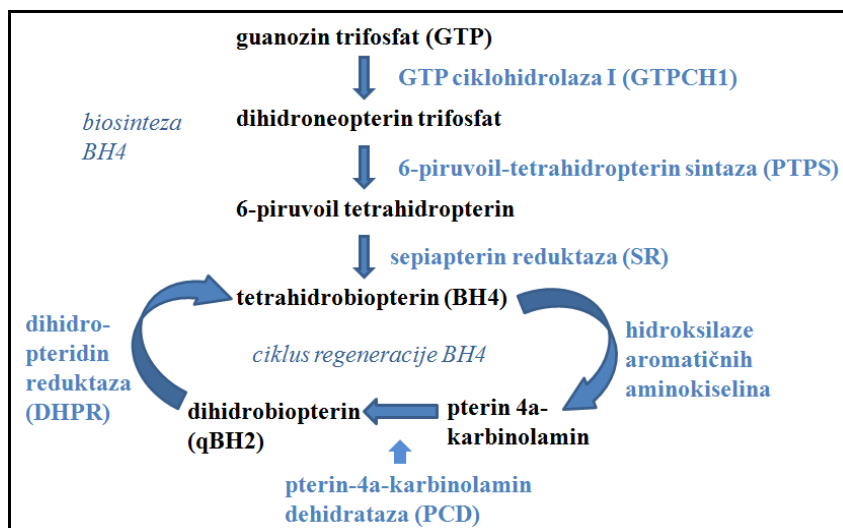 guanozin trifosfat (GTP)
GTP ciklohidrolaza I (GTPCH1)
biosinteza
BH4
dihidroneopterin trifosfat
6-piruvoil-tetrahidropterin sintaza (PTPS)
6-piruvoil tetrahidropterin
sepiapterin reduktaza (SR)
tetrahidrobiopterin (BH4)
dihidro-
pteridin
reduktaza
(DHPR)
ciklus regeneracije BH4
hidroksilaze
aromatičnih
aminokiselina
dihidrobiopterin
(qBH2)
pterin 4a-
karbinolamin
pterin-4a-karbinolamin
dehidrataza (PCD)